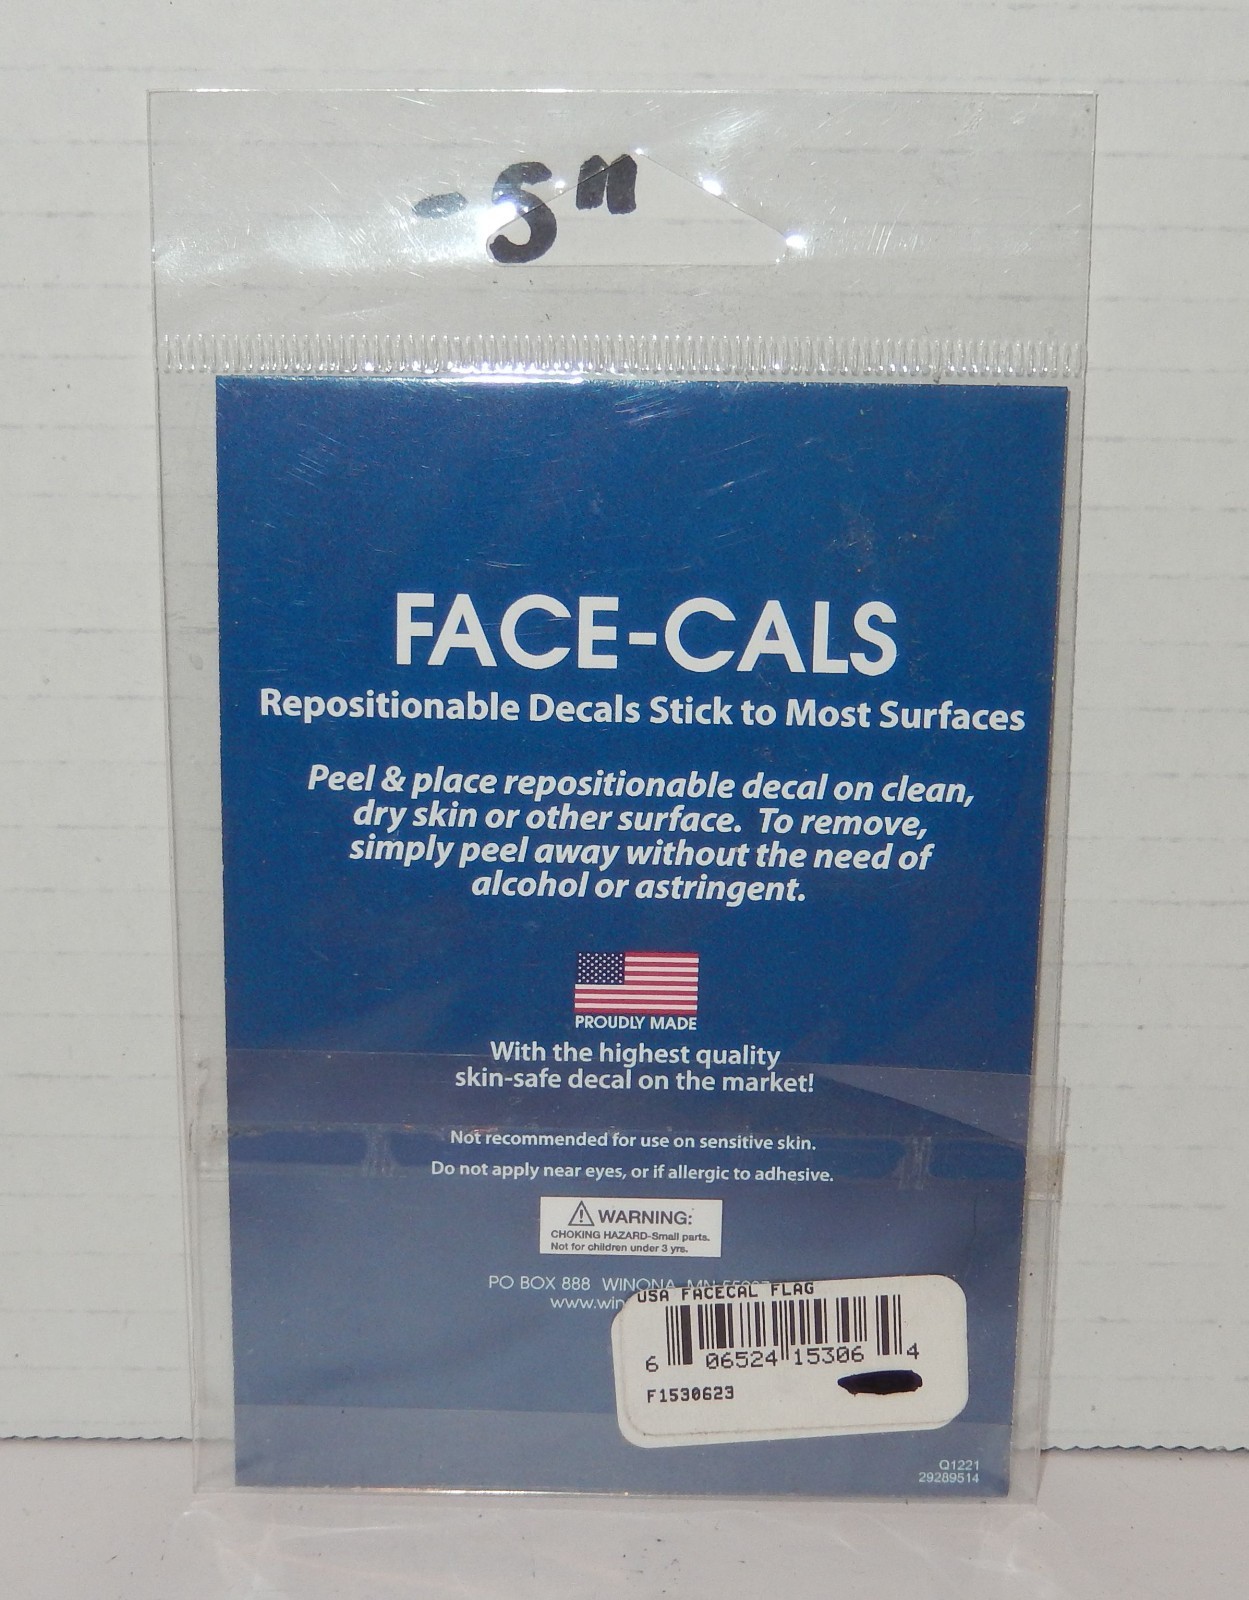 -5"
FACE-CALS
Repositionable Decals Stick to Most Surfaces
Peel & place repositionable decal on clean,
dry skin or other surface. To remove,
simply peel away without the need of
alcohol or astringent.
PROUDLY MADE
With the highest quality
skin-safe decal on the market!
Not recommended for use on sensitive skin.
Do not apply near eyes, or if allergic to adhesive.
WARNING:
CHOKING HAZARD-Small parts.
Not for children under 3 yrs.
PO BOX 888 WINONA, MN
www.win
USA FACECAL FLAG
6 06524 15306 4
F1530623
Q1221
29289514